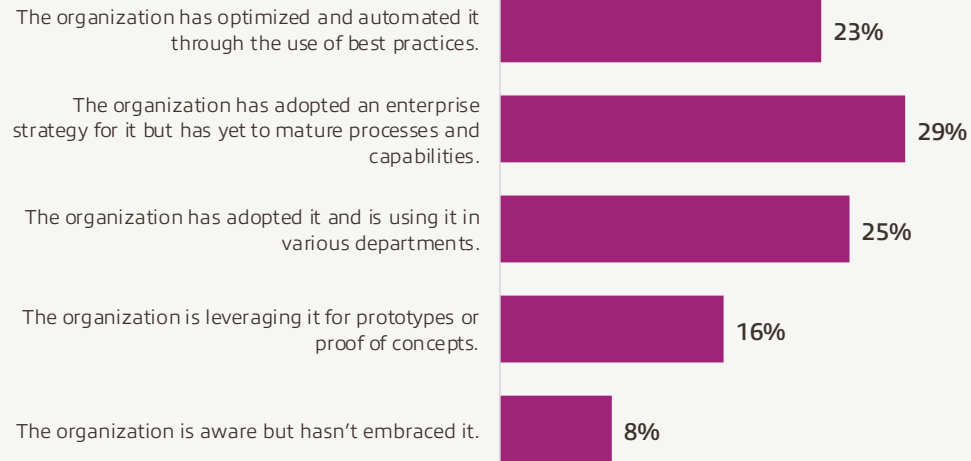 The organization has optimized and automated it
through the use of best practices.
23%
The organization has adopted an enterprise
strategy for it but has yet to mature processes and
capabilities.
29%
The organization has adopted it and is using it in
various departments.
25%
The organization is leveraging it for prototypes or
proof of concepts.
16%
The organization is aware but hasn’t embraced it.
8%